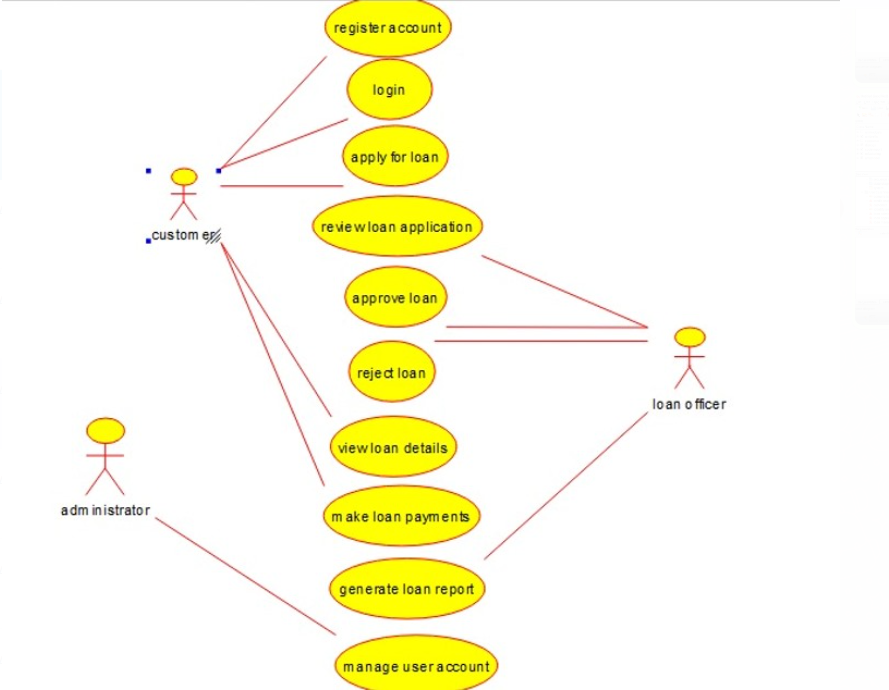 register account
login
apply for loan
customer
review loan application
approve loan
reject loan
loan officer
view loan details
administrator
make loan payments
generate loan report
manage user account